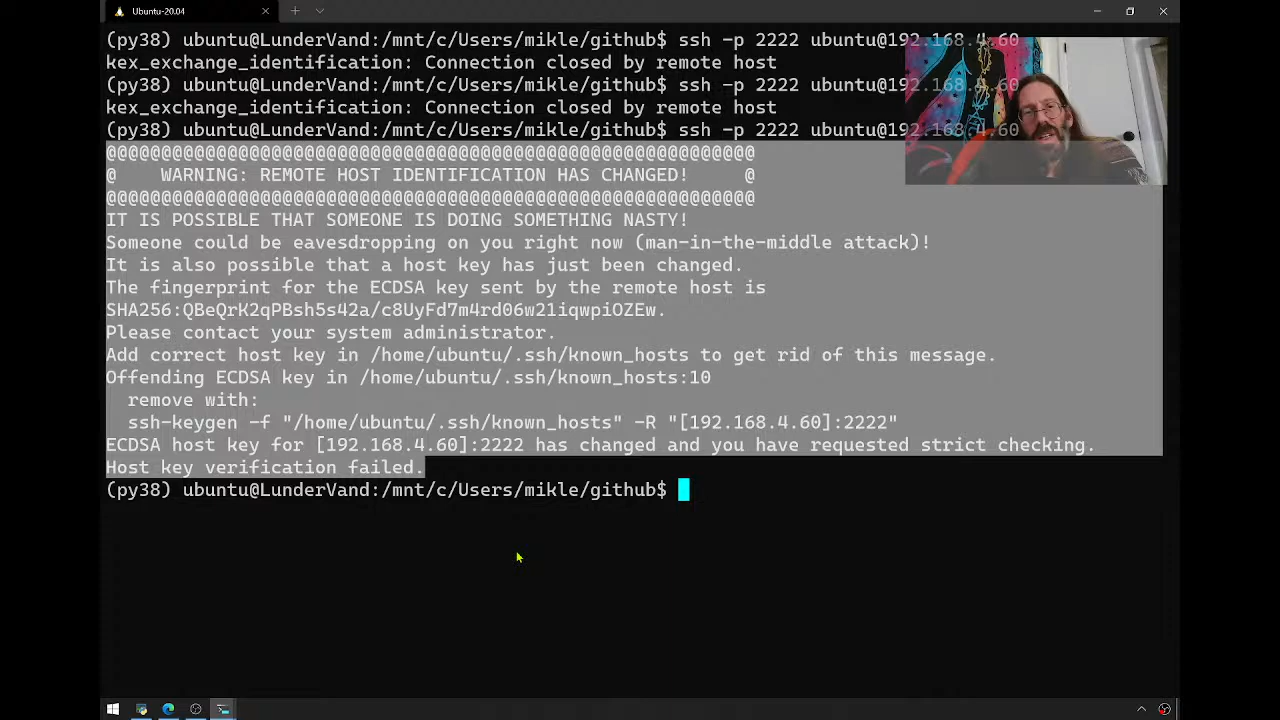 Ubuntu-20.04
(py38) ubuntu@LunderVand:/mnt/c/Users/mikle/github$ ssh -p 2222 ubuntu@192.168.4.60
kex_exchange_identification: Connection closed by remote host
(py38) ubuntu@LunderVand:/mnt/c/Users/mikle/github$ ssh -p 2222 ubuntu@192.168.4.60
kex_exchange_identification: Connection closed by remote host
(py38) ubuntu@LunderVand:/mnt/c/Users/mikle/github$ ssh -p 2222 ubuntu@192.168.4.60
@@@@@@@@@@@@@@@@@@@@@@@@@@@@@@@@@@@@@@@@@@@@@@@@@@@@@@@@@@@
@    WARNING: REMOTE HOST IDENTIFICATION HAS CHANGED!     @
@@@@@@@@@@@@@@@@@@@@@@@@@@@@@@@@@@@@@@@@@@@@@@@@@@@@@@@@@@@
IT IS POSSIBLE THAT SOMEONE IS DOING SOMETHING NASTY!
Someone could be eavesdropping on you right now (man-in-the-middle attack)!
It is also possible that a host key has just been changed.
The fingerprint for the ECDSA key sent by the remote host is
SHA256:QBeQrK2qPBsh5s42a/c8UyFd7m4rd06w21iqwpiOZEw.
Please contact your system administrator.
Add correct host key in /home/ubuntu/.ssh/known_hosts to get rid of this message.
Offending ECDSA key in /home/ubuntu/.ssh/known_hosts:10
  remove with:
  ssh-keygen -f "/home/ubuntu/.ssh/known_hosts" -R "[192.168.4.60]:2222"
ECDSA host key for [192.168.4.60]:2222 has changed and you have requested strict checking.
Host key verification failed.
(py38) ubuntu@LunderVand:/mnt/c/Users/mikle/github$